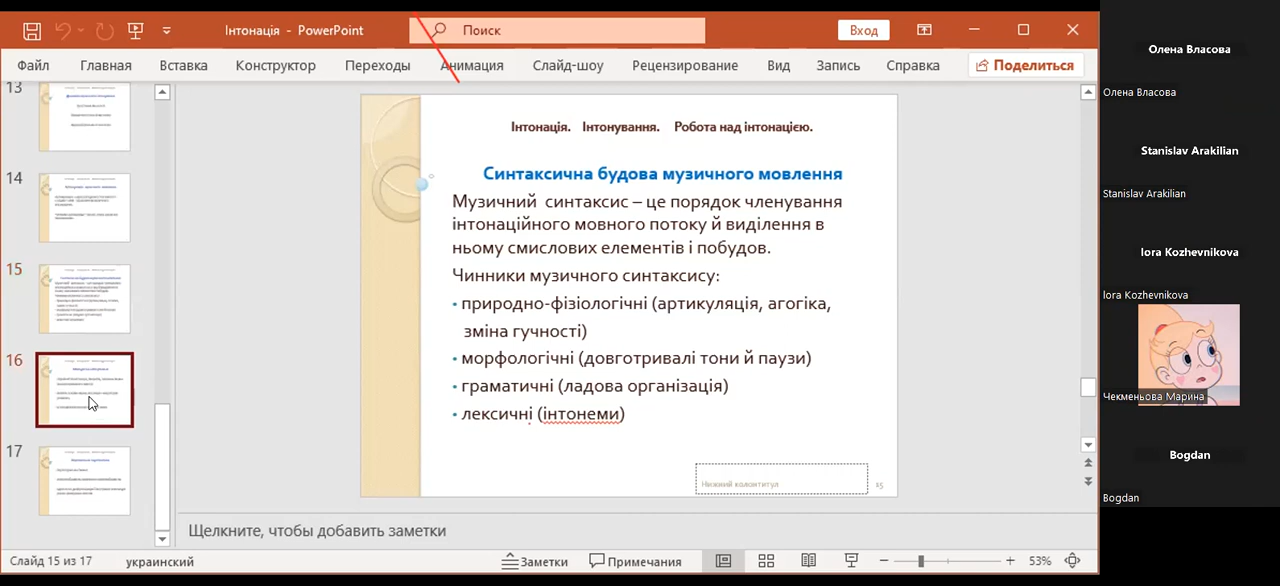 Інтонація - PowerPoint
Поиск
Вход
Файл Главная Вставка Конструктор Переходы Анимация Слайд-шоу Рецензирование Вид Запись Справка Поделиться
13
14
15
16
17
Інтонація. Інтонування. Робота над інтонацією.
Синтаксична будова музичного мовлення
Музичний синтаксис – це порядок членування
інтонаційного мовного потоку й виділення в
ньому смислових елементів і побудов.
Чинники музичного синтаксису:
• природно-фізіологічні (артикуляція, агогіка,
зміна гучності)
• морфологічні (довготривалі тони й паузи)
• граматичні (ладова організація)
• лексичні (інтонеми)
Нижний колонтитул
15
Щелкните, чтобы добавить заметки
Слайд 15 из 17 украинский Заметки Примечания 53%
Олена Власова
Олена Власова
Stanislav Arakilian
Stanislav Arakilian
Iora Kozhevnikova
Iora Kozhevnikova
Чекменьова Марина
Bogdan
Bogdan